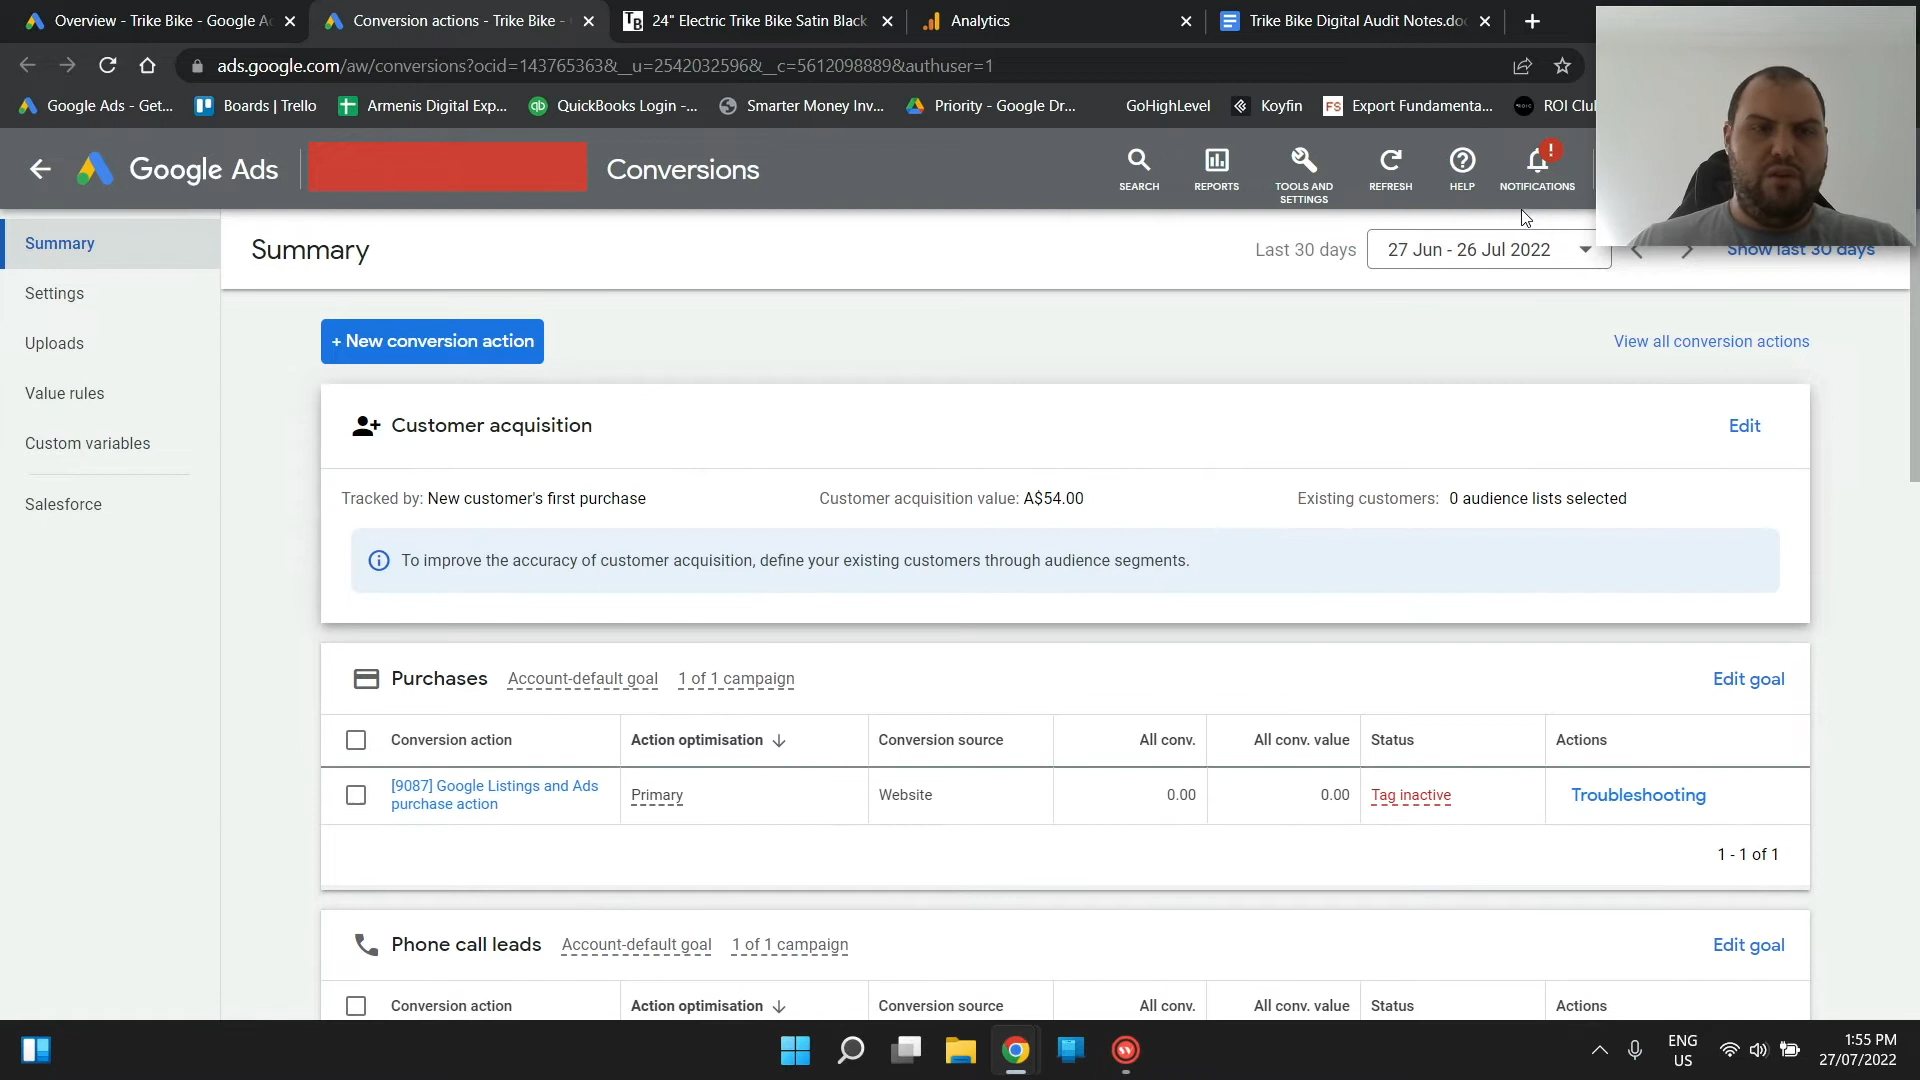 Overview - Trike Bike - Google Ad
Conversion actions - Trike Bike -
TB 24" Electric Trike Bike Satin Black
Analytics
Trike Bike Digital Audit Notes.doc
ads.google.com/aw/conversions?ocid=143765363&__u=2542032596&__c=5612098889&authuser=1
Google Ads - Get...
Boards | Trello
Armenis Digital Exp...
qb QuickBooks Login -...
Smarter Money Inv...
Priority - Google Dr...
GoHighLevel
Koyfin
FS Export Fundamenta...
ROI Clu
Google Ads
Conversions
SEARCH
REPORTS
TOOLS AND
SETTINGS
REFRESH
HELP
NOTIFICATIONS
Summary
Settings
Uploads
Value rules
Custom variables
Salesforce
Summary
Last 30 days
27 Jun - 26 Jul 2022
Show last 30 days
+ New conversion action
View all conversion actions
Customer acquisition
Edit
Tracked by: New customer's first purchase
Customer acquisition value: A$54.00
Existing customers: 0 audience lists selected
To improve the accuracy of customer acquisition, define your existing customers through audience segments.
Purchases Account-default goal 1 of 1 campaign
Edit goal
Conversion action Action optimisation Conversion source All conv. All conv. value Status Actions
[9087] Google Listings and Ads
purchase action
Primary Website 0.00 0.00 Tag inactive Troubleshooting
1 - 1 of 1
Phone call leads Account-default goal 1 of 1 campaign
Edit goal
Conversion action Action optimisation Conversion source All conv. All conv. value Status Actions
ENG
US
1:55 PM
27/07/2022